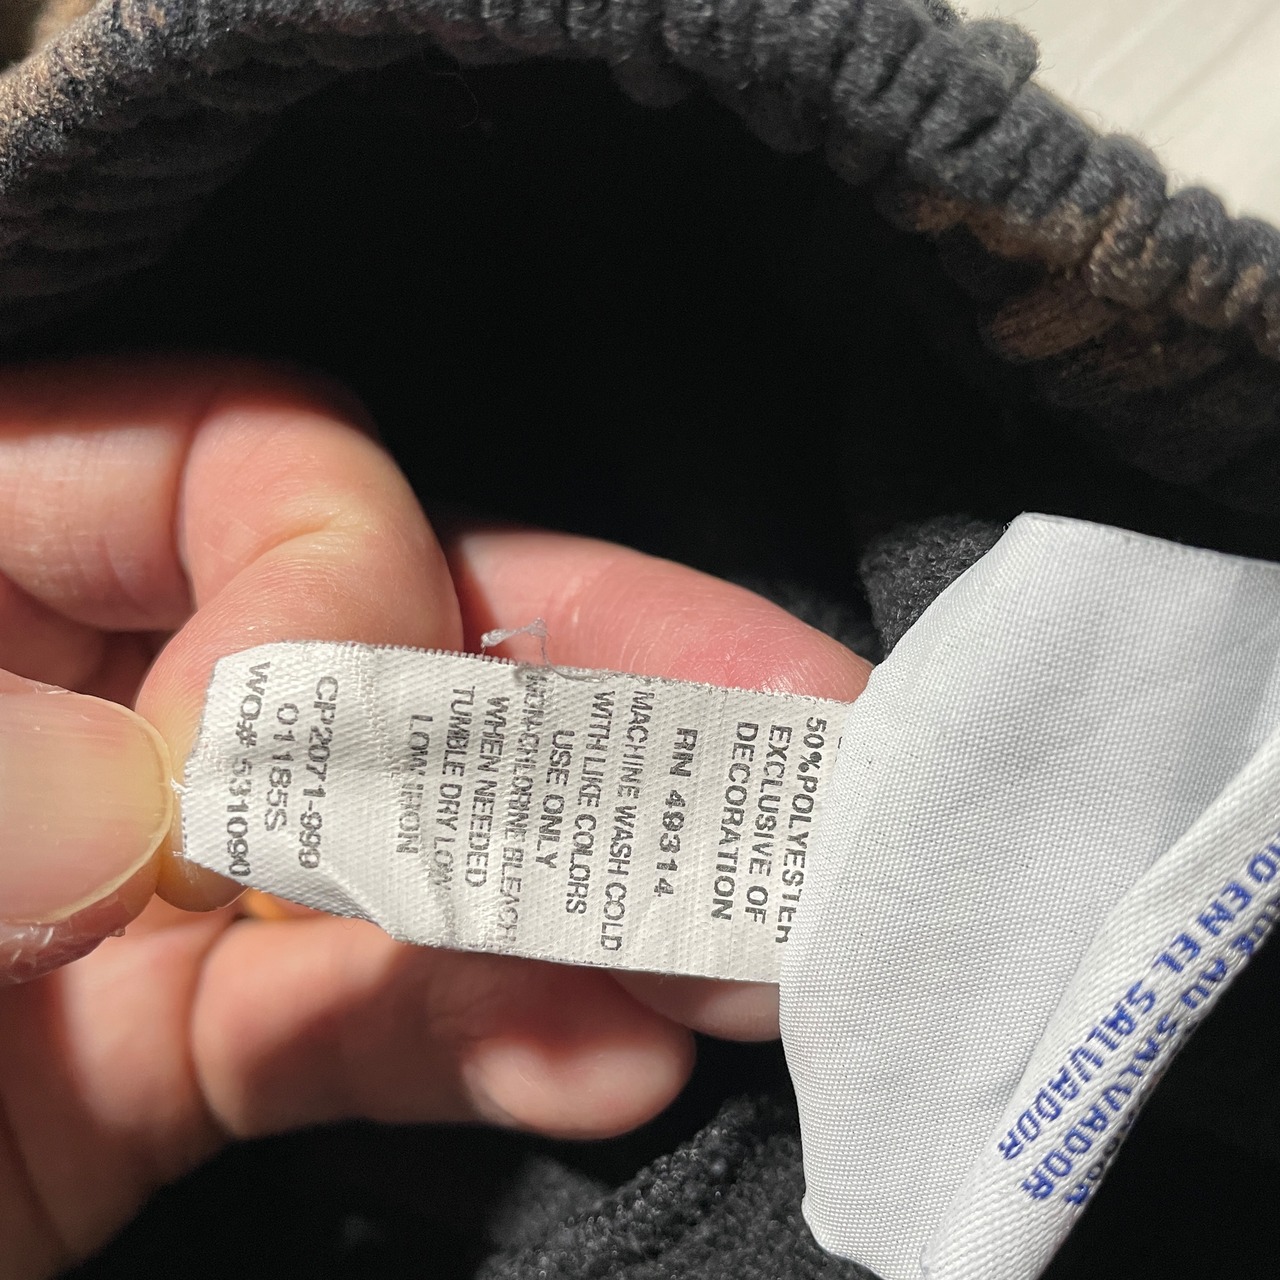 50%POLYESTER
EXCLUSIVE OF
DECORATION
RN 49314
MACHINE WASH COLD
WITH LIKE COLORS
USE ONLY
NON-CHLORINE BLEACH
WHEN NEEDED
TUMBLE DRY LOW
LOW IRON
CP2071-999
01185S
WO# 531090
EN EL SALVADOR
AU SALVADOR